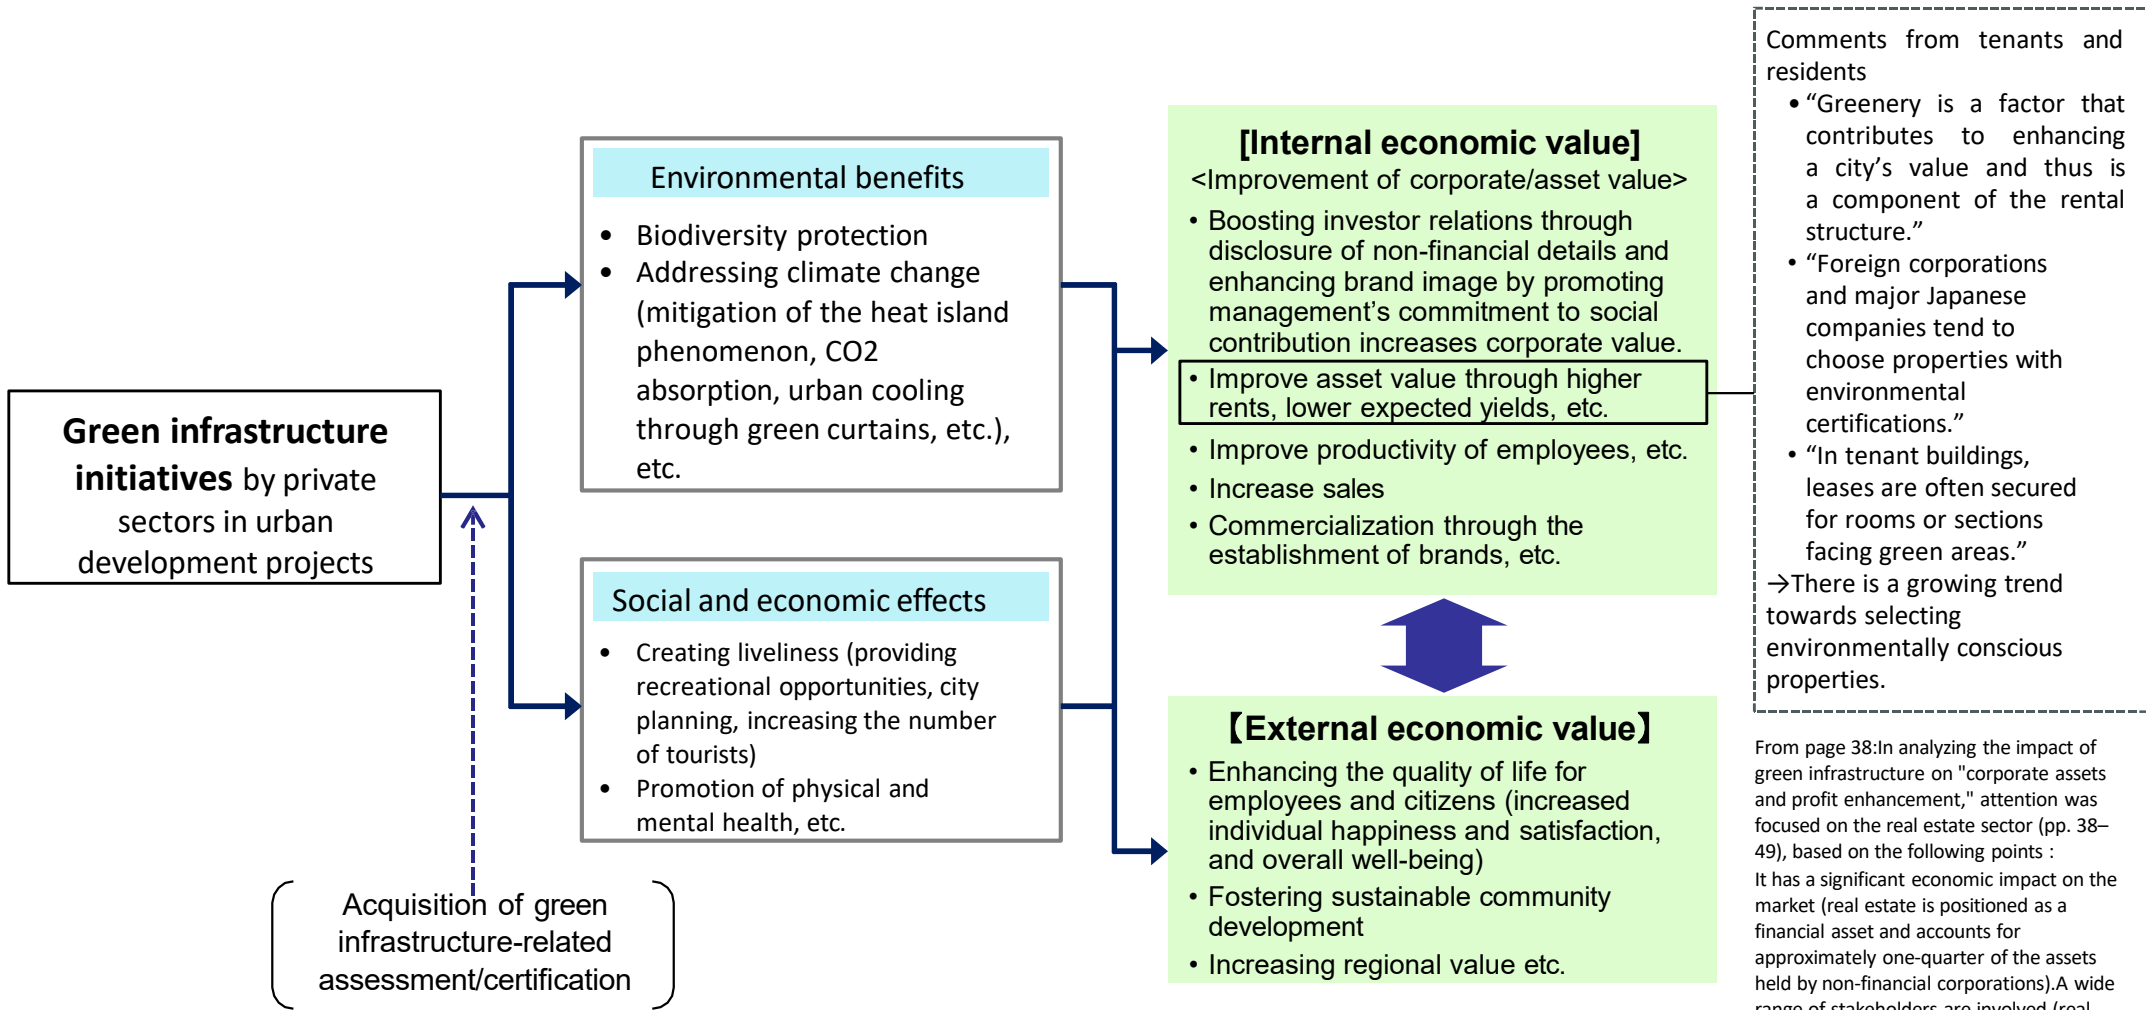 Green infrastructure
initiatives by private
sectors in urban
development projects
Acquisition of green
infrastructure-related
assessment/certification
Environmental benefits
• Biodiversity protection
• Addressing climate change
(mitigation of the heat island
phenomenon, CO2
absorption, urban cooling
through green curtains, etc.),
etc.
Social and economic effects
• Creating liveliness (providing
recreational opportunities, city
planning, increasing the number
of tourists)
• Promotion of physical and
mental health, etc.
[Internal economic value]
<Improvement of corporate/asset value>
• Boosting investor relations through
disclosure of non-financial details and
enhancing brand image by promoting
management’s commitment to social
contribution increases corporate value.
• Improve asset value through higher
rents, lower expected yields, etc.
• Improve productivity of employees, etc.
• Increase sales
• Commercialization through the
establishment of brands, etc.
【External economic value】
• Enhancing the quality of life for
employees and citizens (increased
individual happiness and satisfaction,
and overall well-being)
• Fostering sustainable community
development
• Increasing regional value etc.
Comments from tenants and
residents
• “Greenery is a factor that
contributes to enhancing
a city’s value and thus is
a component of the rental
structure.”
• “Foreign corporations
and major Japanese
companies tend to
choose properties with
environmental
certifications.”
• “In tenant buildings,
leases are often secured
for rooms or sections
facing green areas.”
→There is a growing trend
towards selecting
environmentally conscious
properties.
From page 38:In analyzing the impact of
green infrastructure on "corporate assets
and profit enhancement," attention was
focused on the real estate sector (pp. 38–
49), based on the following points :
It has a significant economic impact on the
market (real estate is positioned as a
financial asset and accounts for
approximately one-quarter of the assets
held by non-financial corporations).A wide
range of stakeholders are involved (real